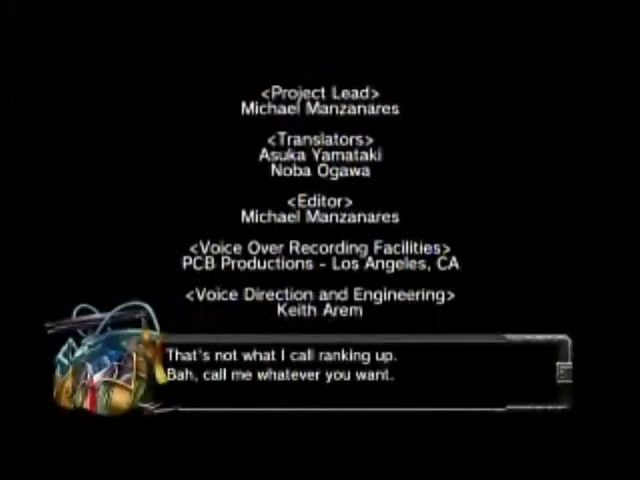 <Project Lead>
Michael Manzanares
<Translators>
Asuka Yamataki
Noba Ogawa
<Editor>
Michael Manzanares
<Voice Over Recording Facilities>
PCB Productions - Los Angeles, CA
<Voice Direction and Engineering>
Keith Arem
That's not what I call ranking up.
Bah, call me whatever you want.